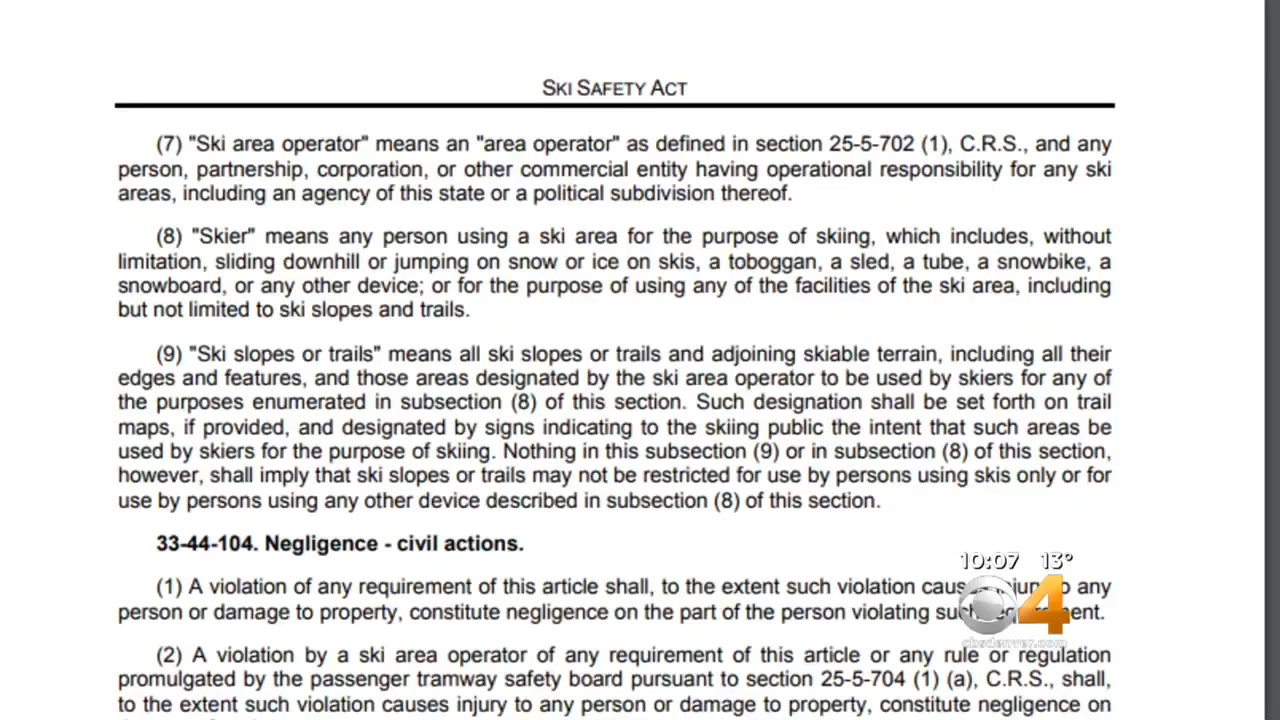 SKI SAFETY ACT
(7) "Ski area operator" means an "area operator" as defined in section 25-5-702 (1), C.R.S., and any
person, partnership, corporation, or other commercial entity having operational responsibility for any ski
areas, including an agency of this state or a political subdivision thereof.
(8) "Skier" means any person using a ski area for the purpose of skiing, which includes, without
limitation, sliding downhill or jumping on snow or ice on skis, a toboggan, a sled, a tube, a snowbike, a
snowboard, or any other device; or for the purpose of using any of the facilities of the ski area, including
but not limited to ski slopes and trails.
(9) "Ski slopes or trails" means all ski slopes or trails and adjoining skiable terrain, including all their
edges and features, and those areas designated by the ski area operator to be used by skiers for any of
the purposes enumerated in subsection (8) of this section. Such designation shall be set forth on trail
maps, if provided, and designated by signs indicating to the skiing public the intent that such areas be
used by skiers for the purpose of skiing. Nothing in this subsection (9) or in subsection (8) of this section,
however, shall imply that ski slopes or trails may not be restricted for use by persons using skis only or for
use by persons using any other device described in subsection (8) of this section.
33-44-104. Negligence - civil actions.
(1) A violation of any requirement of this article shall, to the extent such violation any
person or damage to property, constitute negligence on the part of the person violating
(2) A violation by a ski area operator of any requirement of this article or any rule or regulation
promulgated by the passenger tramway safety board pursuant to section 25-5-704 (1) (a), C.R.S., shall,
to the extent such violation causes injury to any person or damage to property, constitute negligence on
10:07 13°
4
cbsdenver.com